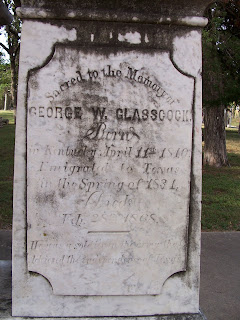 Sacred to the Memory of
GEORGE W. GLASSCOCK
Born
in Kentucky April 11th 1810
Emigrated to Texas
in the Spring of 1834,
Died
Feb. 28th 1868